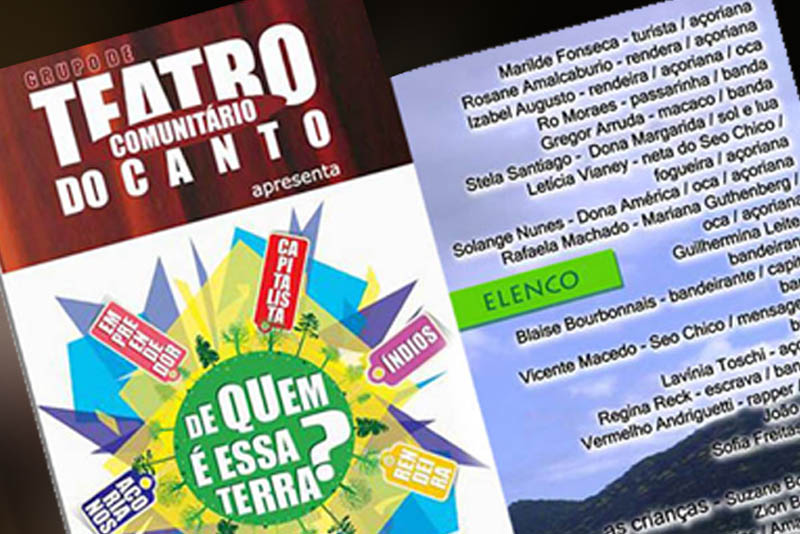 GRUPO DE
TEATRO
COMUNITÁRIO
DO CANTO
apresenta
CAPITALISTA
EMPREENDEDOR
ÍNDIOS
DE QUEM
É ESSA
TERRA?
RENDEIRA
AÇORIANOS
Marilde Fonseca - turista / açoriana
Rosane Amalcaburio - rendera / açoriana
Izabel Augusto - rendeira / açoriana / oca
Ro Moraes - passarinha / banda
Gregor Arruda - macaco / banda
Stela Santiago - Dona Margarida / sol e lua
Letícia Vianey - neta do Seo Chico /
fogueira / açoriana
Solange Nunes - Dona América / oca / açoriana
Rafaela Machado - Mariana Guthenberg /
oca / açoriana
Guilhermina Leite
bandeirante
ELENCO
Blaise Bourbonnais - bandeirante / capi
Vicente Macedo - Seo Chico / mensage
Lavínia Toschi - aço
Regina Reck - escrava / ban
Vermelho Andriguetti - rapper /
João
Sofia Freitas
as crianças - Suzane Bo
Zion B
/ Ama